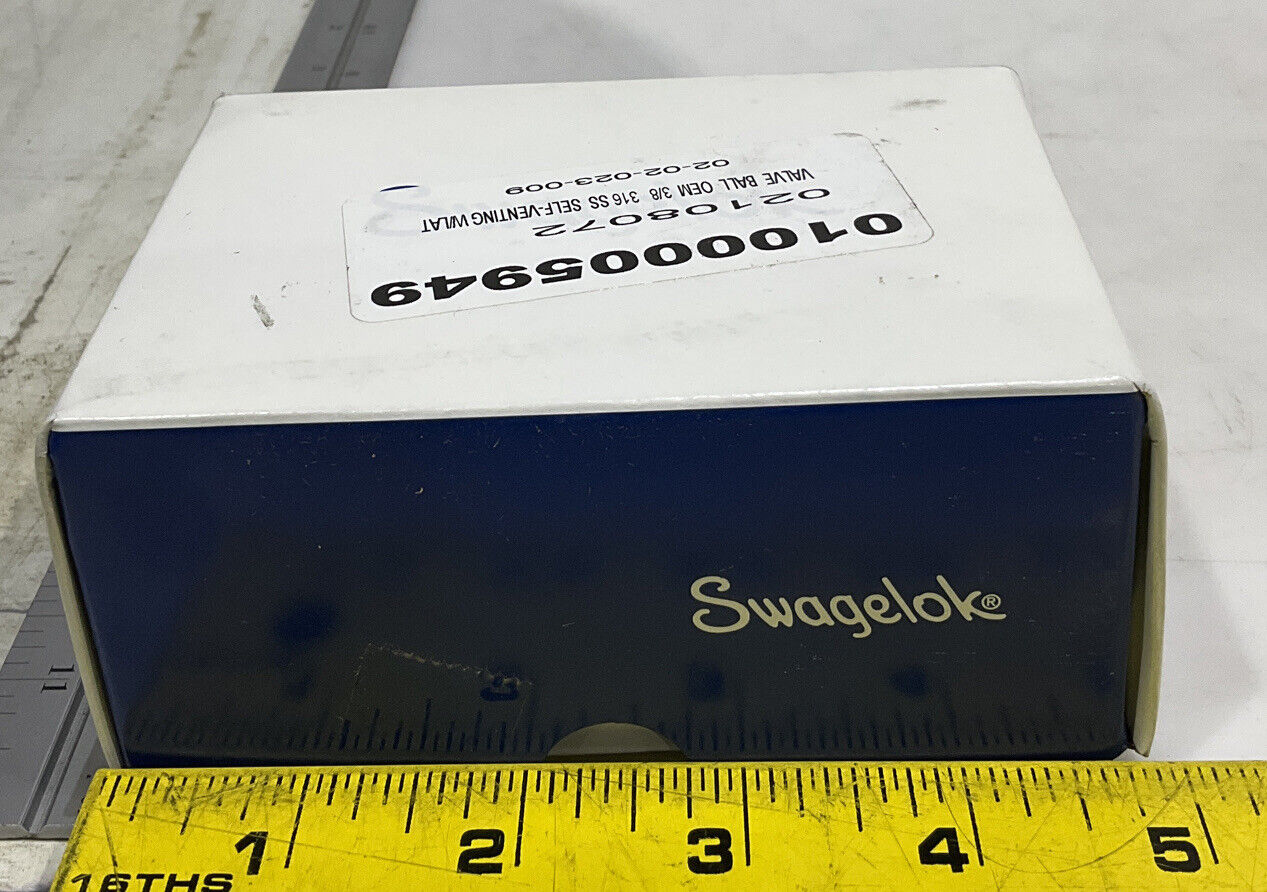 0100005949
02108072
VALVE BALL OEM 3/8 316 SS SELF-VENTING W/LAT
02-02-023-009
Swagelok®
1 2 3 4 5
16THS